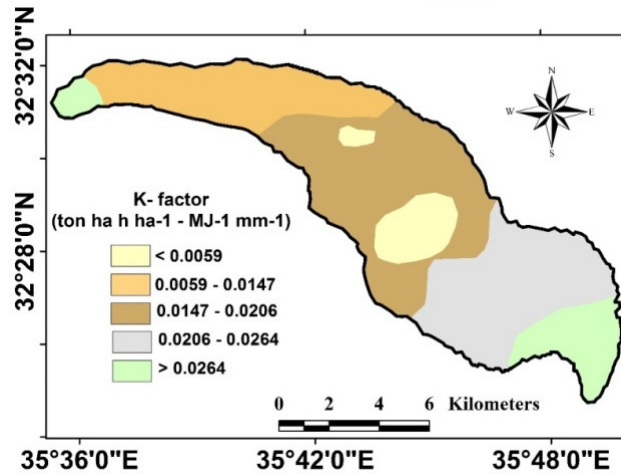 32°32'0"N
N
W
E
S
K- factor
(ton ha h ha-1 - MJ-1 mm-1)
< 0.0059
0.0059 - 0.0147
0.0147 - 0.0206
0.0206 - 0.0264
> 0.0264
32°28'0"N
0 2 4 6 Kilometers
35°36'0"E 35°42'0"E 35°48'0"E